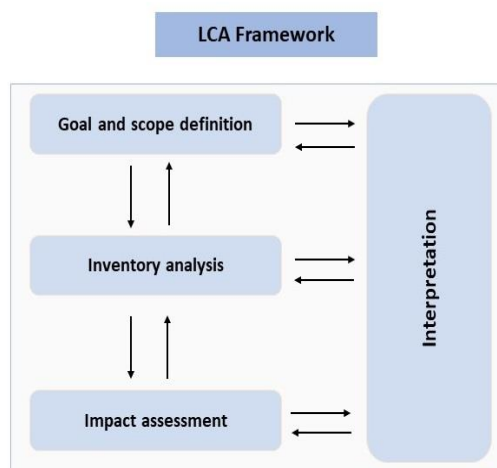 LCA Framework
Goal and scope definition
Inventory analysis
Interpretation
Impact assessment